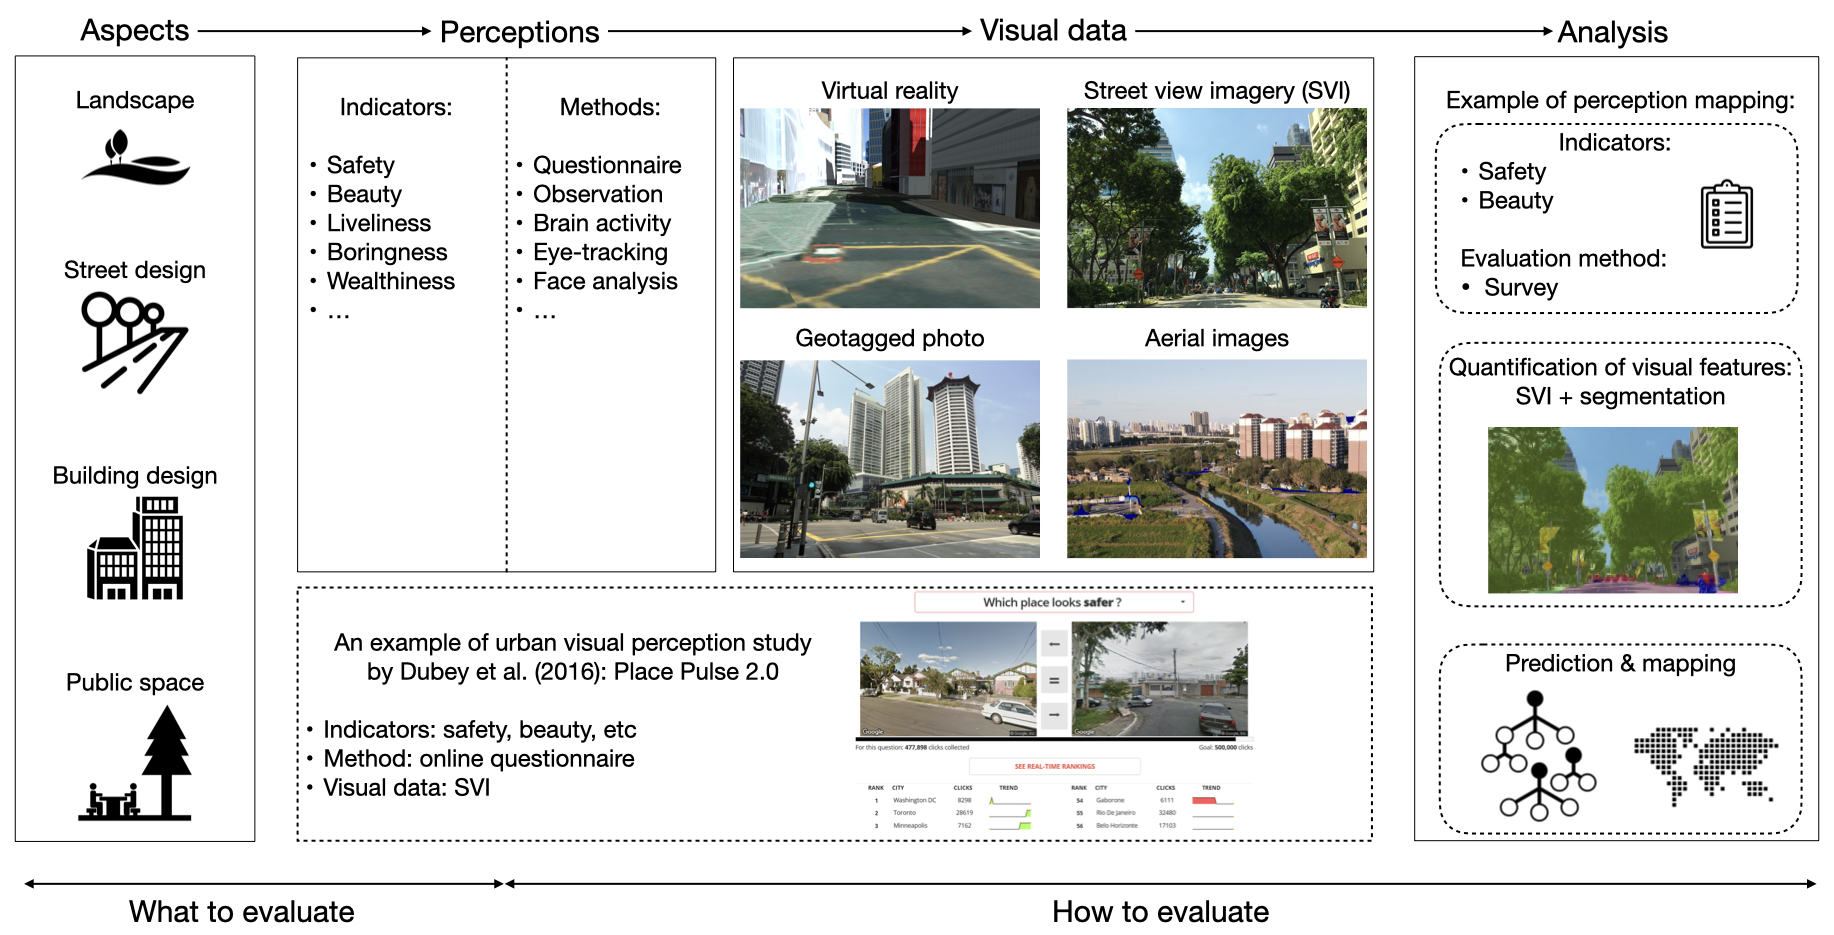 Aspects
Perceptions
Visual data
Analysis
Landscape
Street design
Building design
Public space
Indicators:
• Safety
• Beauty
• Liveliness
• Boringness
• Wealthiness
• ...
Methods:
• Questionnaire
• Observation
• Brain activity
• Eye-tracking
• Face analysis
• ...
Virtual reality
Street view imagery (SVI)
Geotagged photo
Aerial images
An example of urban visual perception study
by Dubey et al. (2016): Place Pulse 2.0
• Indicators: safety, beauty, etc
• Method: online questionnaire
• Visual data: SVI
Which place looks safer ?
Google
Google
For this question: 477,898 clicks collected
Goal: 500,000 clicks
SEE REAL-TIME RANKINGS
RANK CITY CLICKS TREND
1 Washington DC 8298
2 Toronto 28619
3 Minneapolis 7162
RANK CITY CLICKS TREND
54 Gaborone 6111
55 Rio De Janeiro 32480
56 Belo Horizonte 17103
Example of perception mapping:
Indicators:
• Safety
• Beauty
Evaluation method:
• Survey
Quantification of visual features:
SVI + segmentation
Prediction & mapping
What to evaluate
How to evaluate